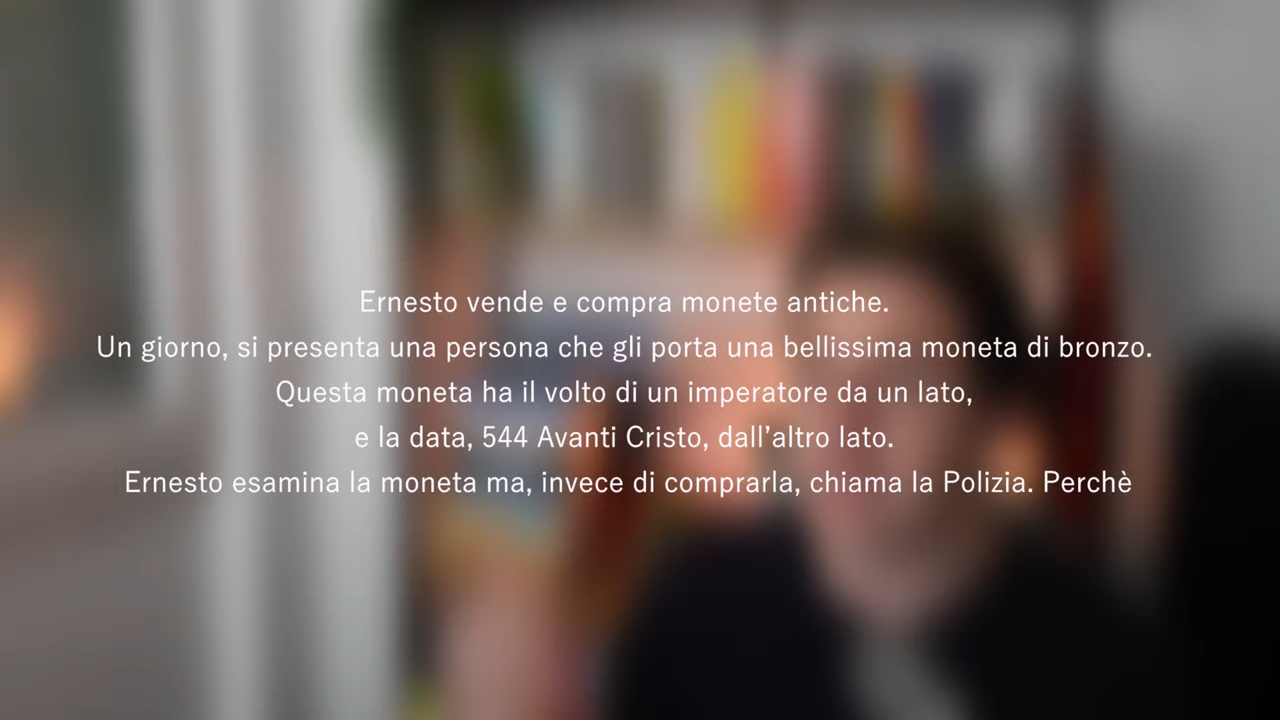 Ernesto vende e compra monete antiche.
Un giorno, si presenta una persona che gli porta una bellissima moneta di bronzo.
Questa moneta ha il volto di un imperatore da un lato,
e la data, 544 Avanti Cristo, dall’altro lato.
Ernesto esamina la moneta ma, invece di comprarla, chiama la Polizia. Perchè